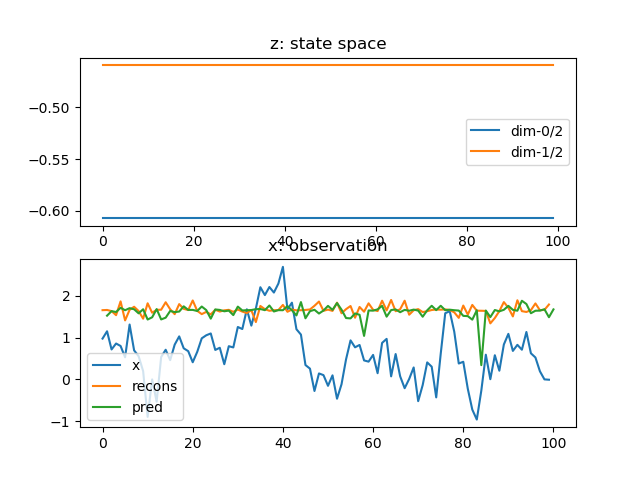 z: state space
−0.50
−0.55
−0.60
dim-0/2
dim-1/2
0 20 40 60 80 100
x: observation
2
1
0
−1
x
recons
pred
0 20 40 60 80 100